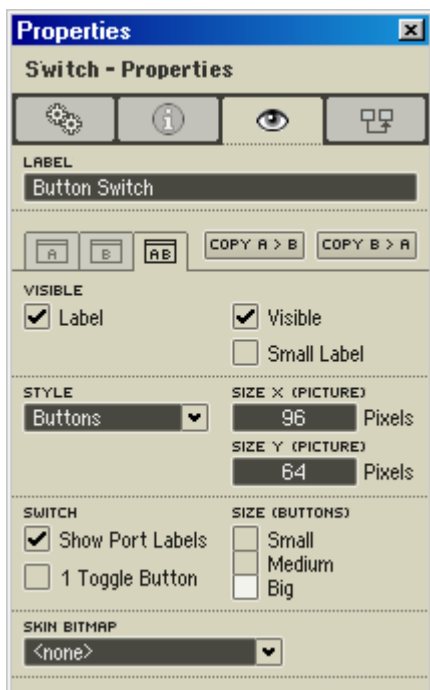 Properties
Switch - Properties
LABEL
Button Switch
A B AB COPY A > B COPY B > A
VISIBLE
Label Visible
Small Label
STYLE SIZE X (PICTURE)
Buttons 96 Pixels
SIZE Y (PICTURE)
64 Pixels
SWITCH SIZE (BUTTONS)
Show Port Labels Small
Medium
1 Toggle Button Big
SKIN BITMAP
<none>